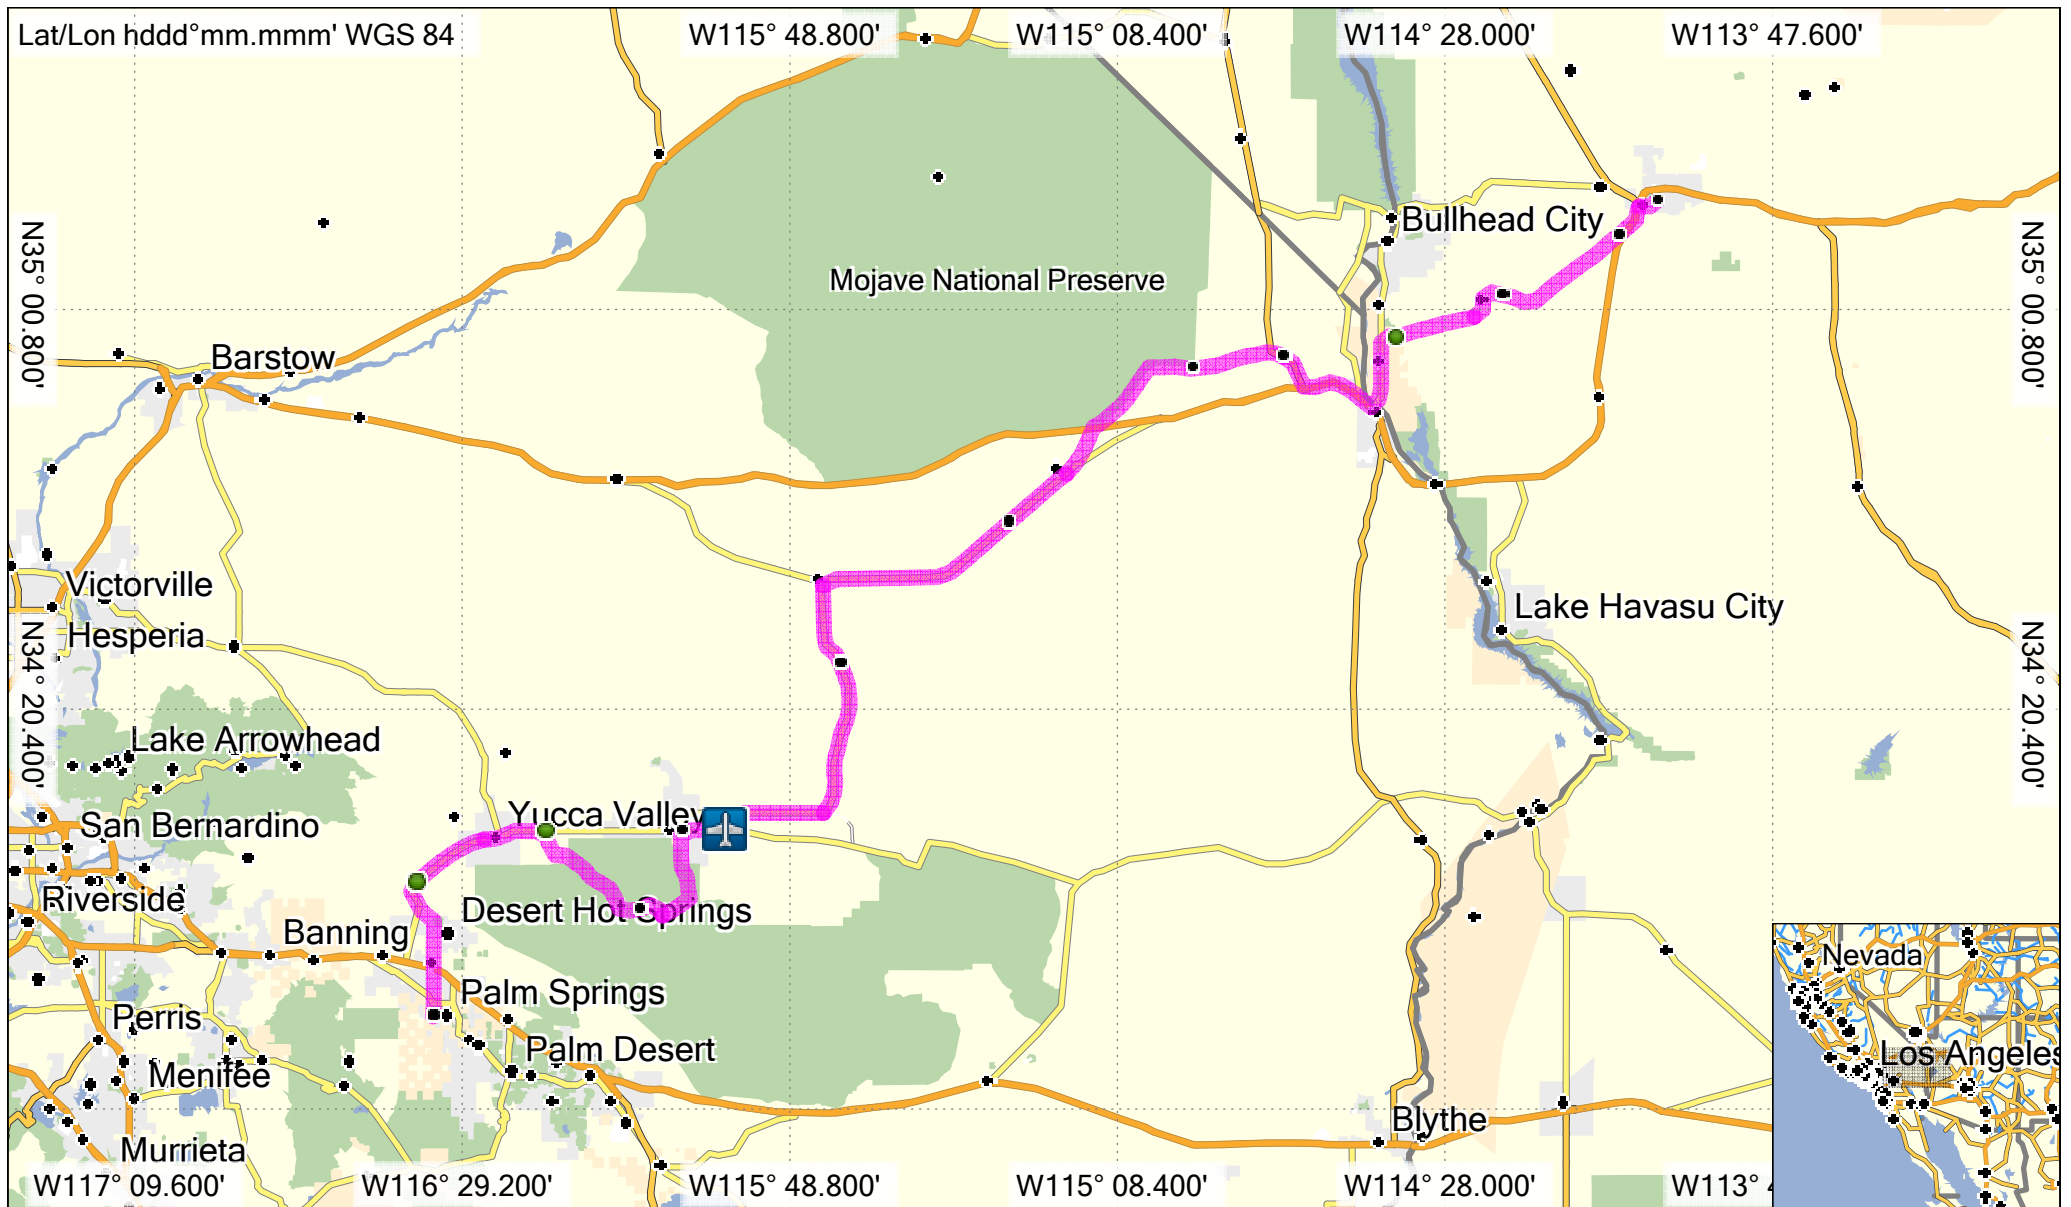 Lat/Lon hddd°mm.mmm' WGS 84
W115° 48.800'
W115° 08.400'
W114° 28.000'
W113° 47.600'
Bullhead City
Mojave National Preserve
N35° 00.800'
N35° 00.800'
Barstow
Victorville
Hesperia
Lake Havasu City
N34° 20.400'
N34° 20.400'
Lake Arrowhead
Yucca Valley
San Bernardino
Riverside
Desert Hot Springs
Banning
Nevada
Palm Springs
Perris
Palm Desert
Los Angeles
Menifee
Blythe
Murrieta
W117° 09.600'
W116° 29.200'
W115° 48.800'
W115° 08.400'
W114° 28.000'
W113°